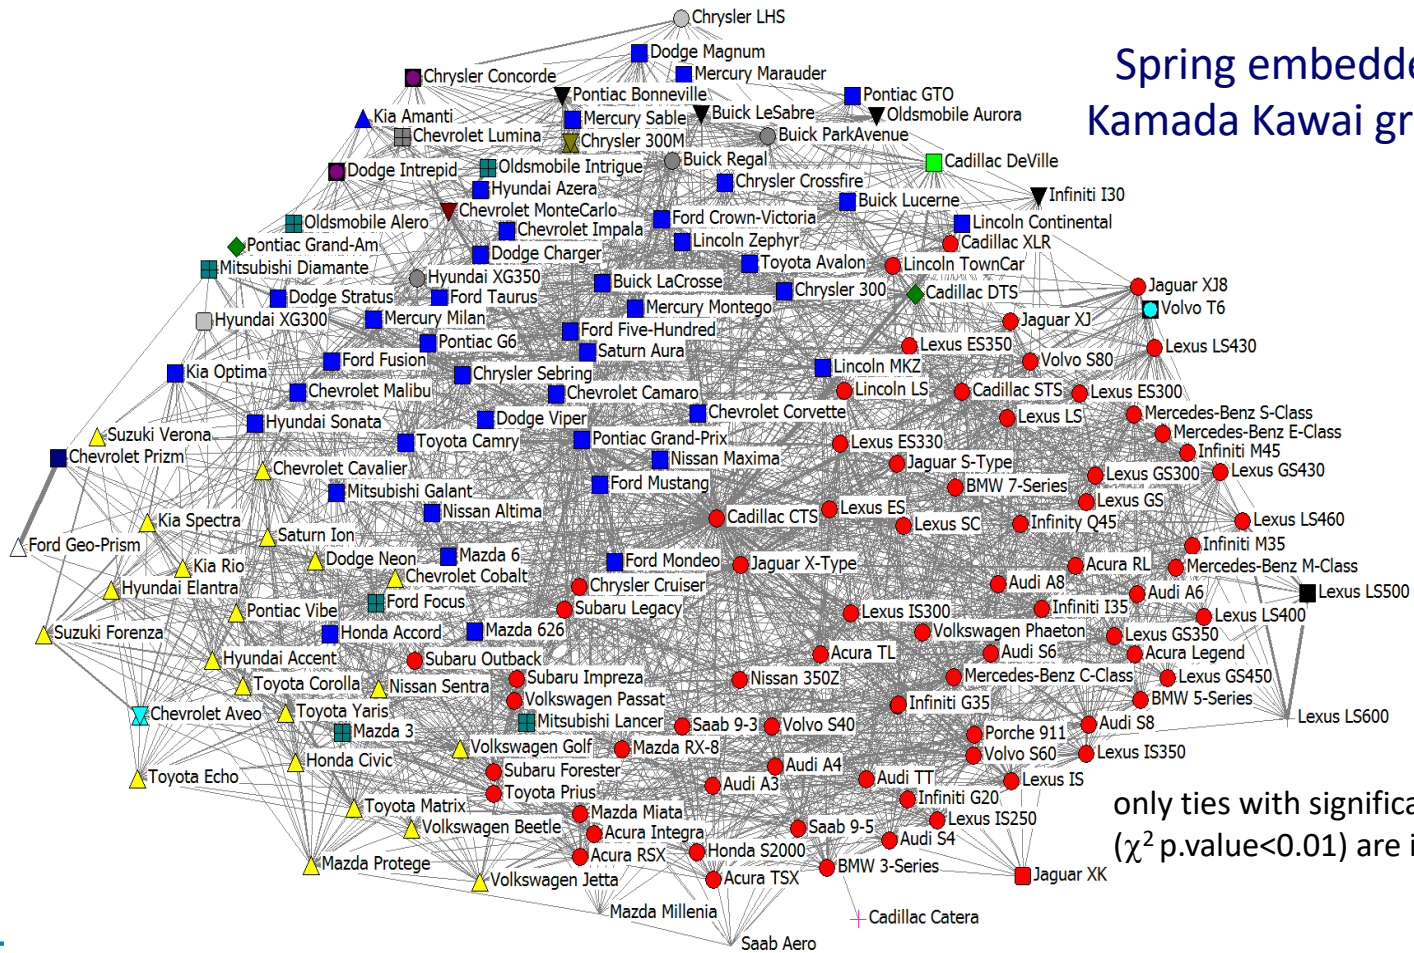 Chrysler LHS
Spring embedde
Kamada Kawai gr
Dodge Magnum
Mercury Marauder
Chrysler Concorde
Pontiac Bonneville
Pontiac GTO
Kia Amanti
Mercury Sable
Buick LeSabre
Oldsmobile Aurora
Chevrolet Lumina
Chrysler 300M
Buick ParkAvenue
Buick Regal
Cadillac DeVille
Dodge Intrepid
Oldsmobile Intrigue
Hyundai Azera
Chrysler Crossfire
Infiniti I30
Buick Lucerne
Chevrolet MonteCarlo
Ford Crown-Victoria
Lincoln Continental
Oldsmobile Alero
Chevrolet Impala
Lincoln Zephyr
Cadillac XLR
Pontiac Grand-Am
Dodge Charger
Toyota Avalon
Lincoln TownCar
Mitsubishi Diamante
Hyundai XG350
Buick LaCrosse
Chrysler 300
Cadillac DTS
Jaguar XJ8
Dodge Stratus
Ford Taurus
Mercury Montego
Volvo T6
Hyundai XG300
Mercury Milan
Ford Five-Hundred
Jaguar XJ
Pontiac G6
Saturn Aura
Lexus ES350
Lexus LS430
Ford Fusion
Lincoln MKZ
Volvo S80
Kia Optima
Chrysler Sebring
Chevrolet Malibu
Chevrolet Camaro
Lincoln LS
Cadillac STS
Lexus ES300
Hyundai Sonata
Dodge Viper
Chevrolet Corvette
Lexus LS
Mercedes-Benz S-Class
Mercedes-Benz E-Class
Suzuki Verona
Toyota Camry
Pontiac Grand-Prix
Lexus ES330
Infiniti M45
Chevrolet Prizm
Chevrolet Cavalier
Nissan Maxima
Jaguar S-Type
Lexus GS300
Lexus GS430
Mitsubishi Galant
Ford Mustang
BMW 7-Series
Lexus GS
Kia Spectra
Nissan Altima
Cadillac CTS
Lexus ES
Lexus SC
Infinity Q45
Lexus LS460
Ford Geo-Prism
Saturn Ion
Infiniti M35
Kia Rio
Dodge Neon
Mazda 6
Ford Mondeo
Jaguar X-Type
Acura RL
Mercedes-Benz M-Class
Hyundai Elantra
Chevrolet Cobalt
Chrysler Cruiser
Audi A8
Audi A6
Lexus LS500
Pontiac Vibe
Ford Focus
Subaru Legacy
Lexus IS300
Infiniti I35
Lexus LS400
Suzuki Forenza
Honda Accord
Mazda 626
Volkswagen Phaeton
Lexus GS350
Hyundai Accent
Subaru Outback
Acura TL
Audi S6
Acura Legend
Toyota Corolla
Nissan Sentra
Subaru Impreza
Nissan 350Z
Mercedes-Benz C-Class
Lexus GS450
Volkswagen Passat
BMW 5-Series
Chevrolet Aveo
Toyota Yaris
Mitsubishi Lancer
Saab 9-3
Volvo S40
Infiniti G35
Lexus LS600
Mazda 3
Porche 911
Audi S8
Honda Civic
Volkswagen Golf
Mazda RX-8
Volvo S60
Lexus IS350
Toyota Echo
Subaru Forester
Audi A4
Audi TT
Lexus IS
Toyota Prius
Audi A3
Infiniti G20
only ties with significa
Toyota Matrix
Mazda Miata
Lexus IS250
Volkswagen Beetle
Acura Integra
Saab 9-5
Audi S4
(χ² p.value<0.01) are i
Mazda Protege
Acura RSX
Honda S2000
BMW 3-Series
Jaguar XK
Volkswagen Jetta
Acura TSX
Mazda Millenia
Cadillac Catera
Saab Aero